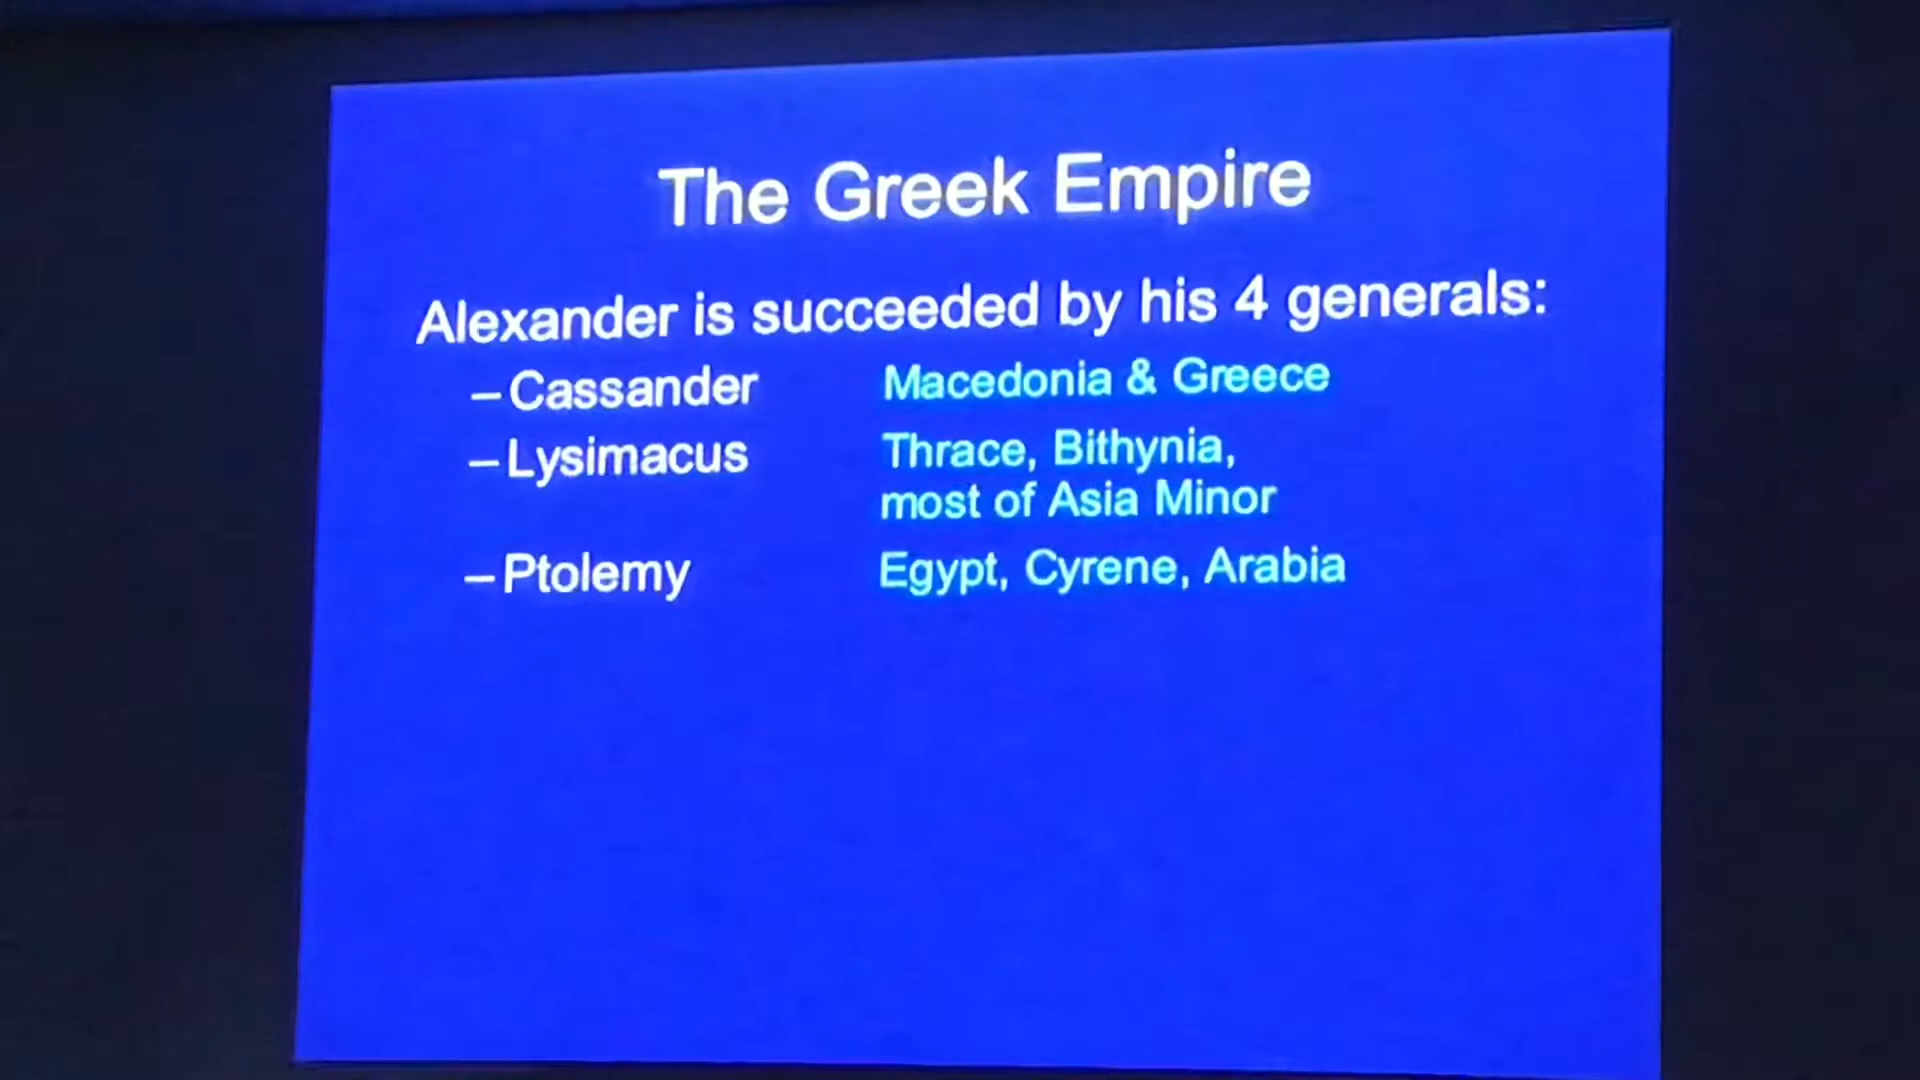 The Greek Empire
Alexander is succeeded by his 4 generals:
– Cassander Macedonia & Greece
– Lysimacus Thrace, Bithynia,
most of Asia Minor
– Ptolemy Egypt, Cyrene, Arabia